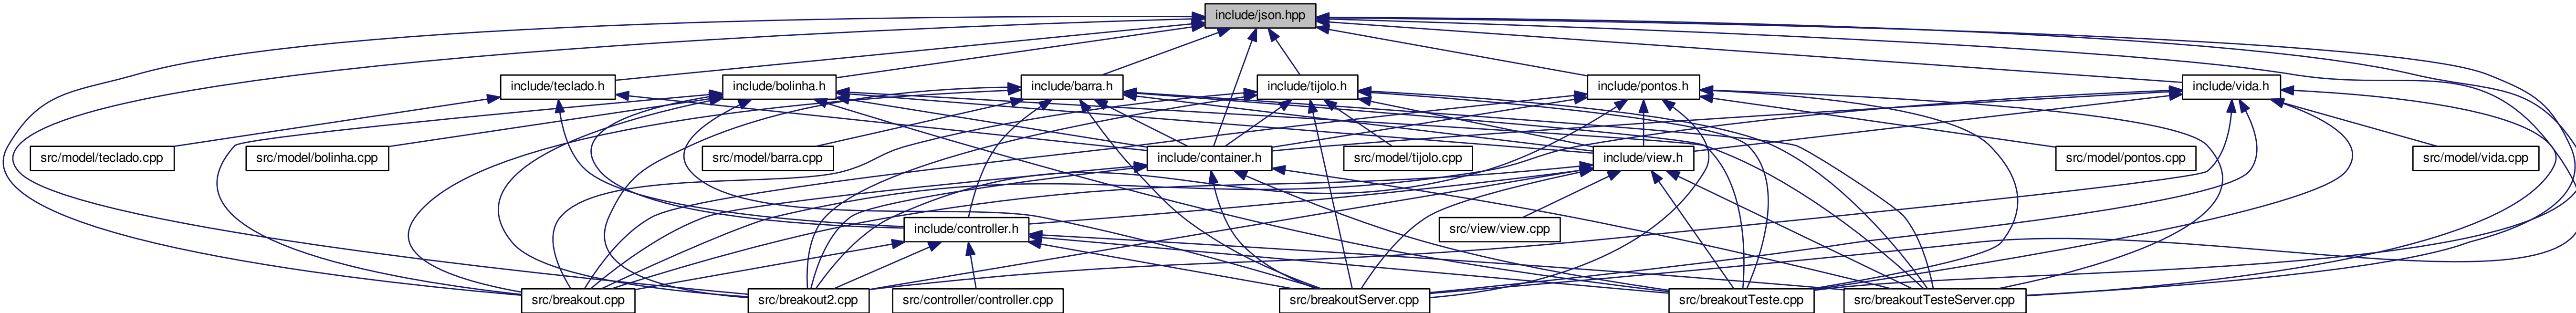 include/json.hpp
include/teclado.h
include/bolinha.h
include/barra.h
include/tijolo.h
include/pontos.h
include/vida.h
src/model/teclado.cpp
src/model/bolinha.cpp
src/model/barra.cpp
include/container.h
src/model/tijolo.cpp
include/view.h
src/model/pontos.cpp
src/model/vida.cpp
include/controller.h
src/view/view.cpp
src/breakout.cpp
src/breakout2.cpp
src/controller/controller.cpp
src/breakoutServer.cpp
src/breakoutTeste.cpp
src/breakoutTesteServer.cpp